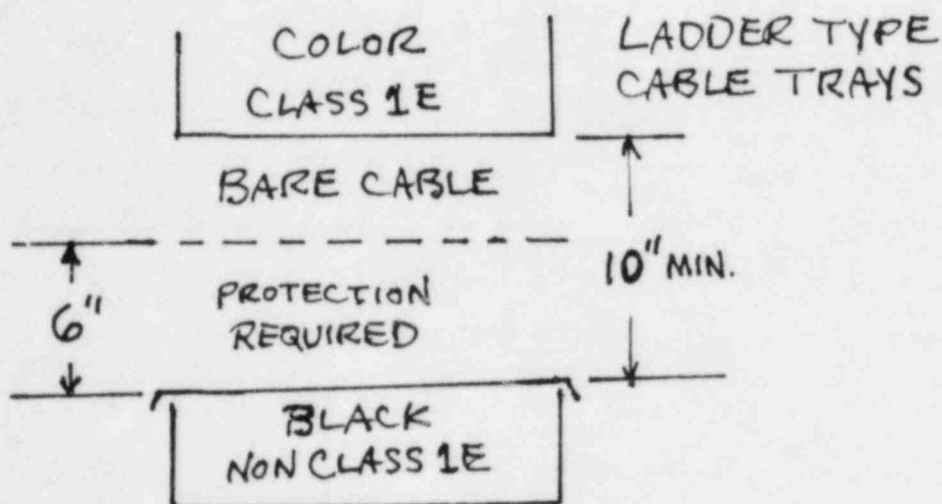 COLOR
CLASS 1E
LADDER TYPE
CABLE TRAYS
BARE CABLE
10" MIN.
6"
PROTECTION
REQUIRED
BLACK
NON CLASS 1E